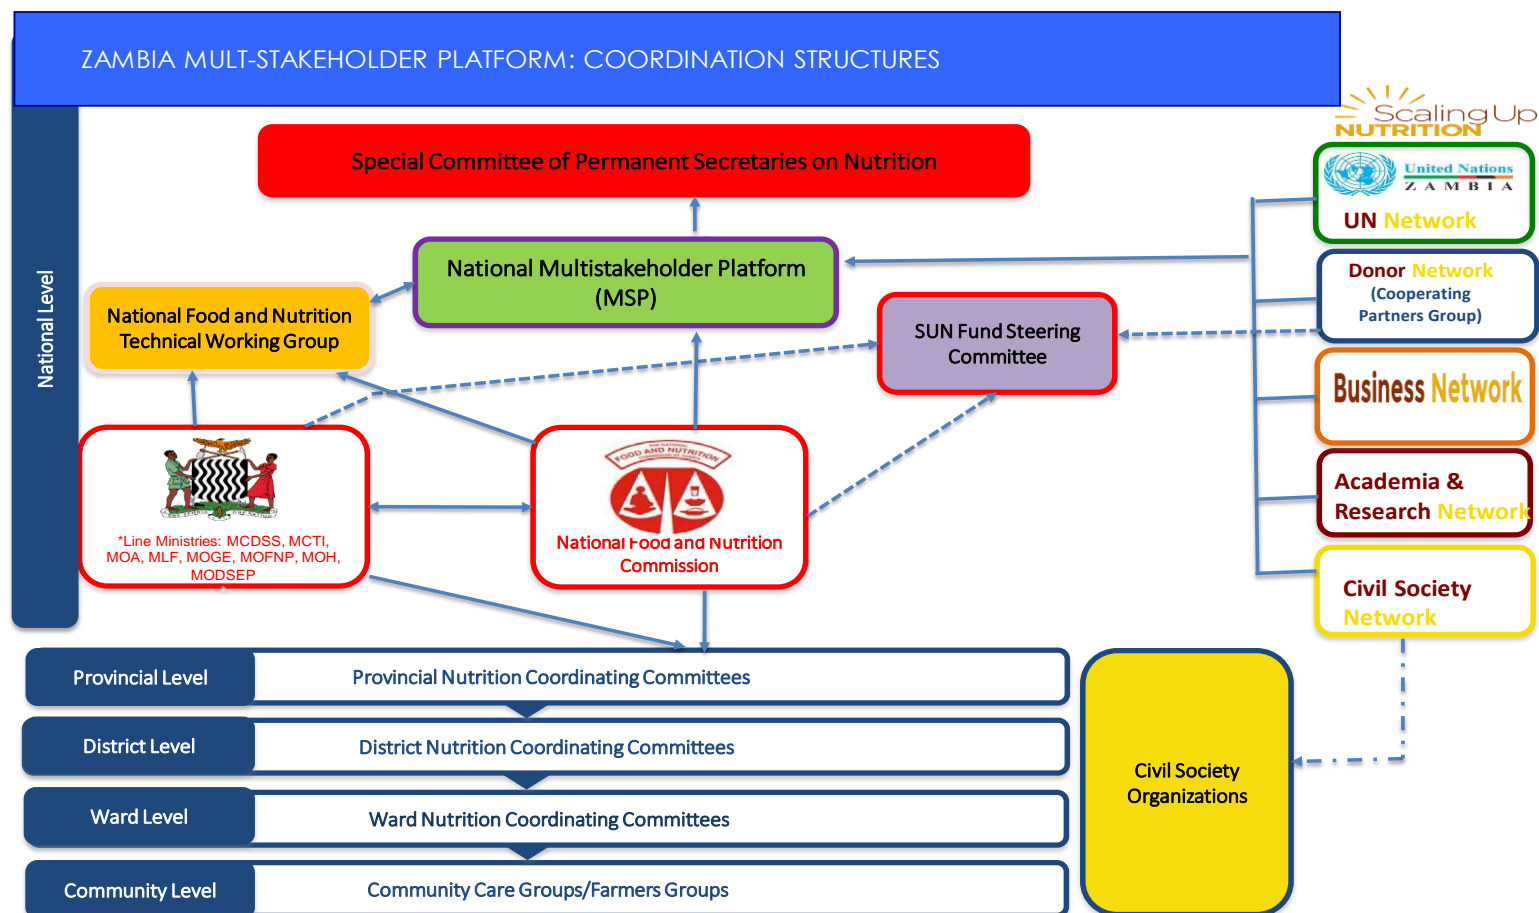 ZAMBIA MULT-STAKEHOLDER PLATFORM: COORDINATION STRUCTURES
Scaling Up
NUTRITION
National Level
Special Committee of Permanent Secretaries on Nutrition
National Multistakeholder Platform
(MSP)
National Food and Nutrition
Technical Working Group
SUN Fund Steering
Committee
*Line Ministries: MCDSS, MCTI,
MOA, MLF, MOGE, MOFNP, MOH,
MODSEP
FOOD AND NUTRITION
National Food and Nutrition
Commission
United Nations
ZAMBIA
UN Network
Donor Network
(Cooperating
Partners Group)
Business Network
Academia &
Research Network
Civil Society
Network
Provincial Level
Provincial Nutrition Coordinating Committees
District Level
District Nutrition Coordinating Committees
Ward Level
Ward Nutrition Coordinating Committees
Community Level
Community Care Groups/Farmers Groups
Civil Society
Organizations